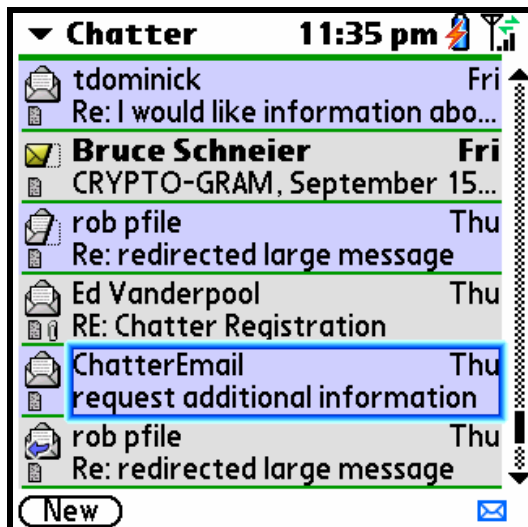 Chatter 11:35 pm
tdominick Fri
Re: I would like information abo...
Bruce Schneier Fri
CRYPTO-GRAM, September 15...
rob pfile Thu
Re: redirected large message
Ed Vanderpool Thu
RE: Chatter Registration
ChatterEmail Thu
request additional information
rob pfile Thu
Re: redirected large message
New